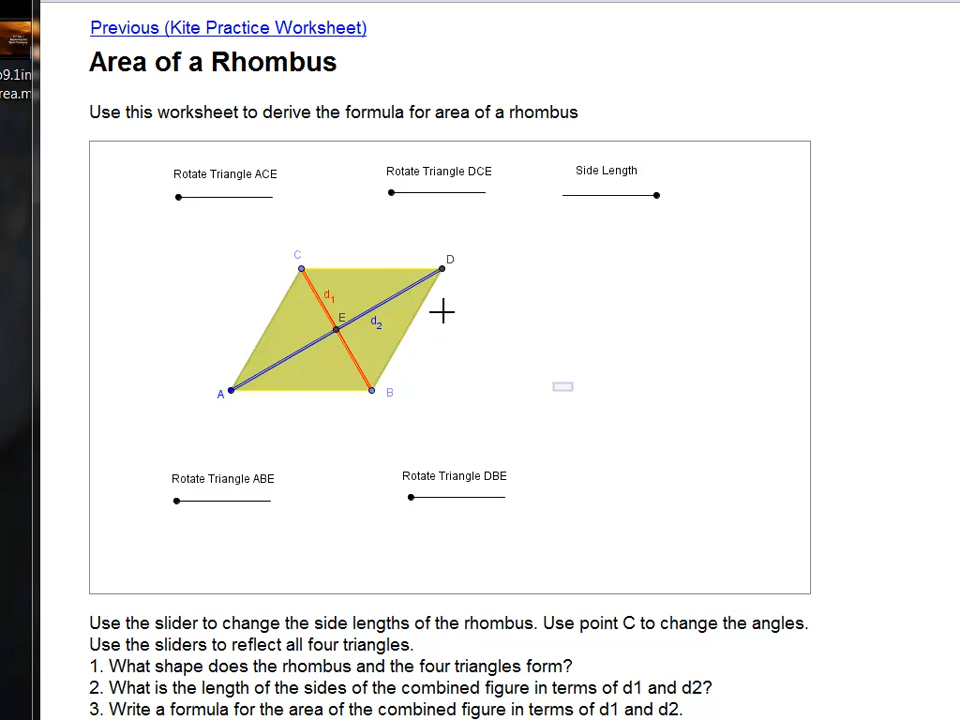 Previous (Kite Practice Worksheet)
Area of a Rhombus
o9.1in
rea.m
Use this worksheet to derive the formula for area of a rhombus
Rotate Triangle ACE
Rotate Triangle DCE
Side Length
C
D
d1
E
d2
A
B
Rotate Triangle ABE
Rotate Triangle DBE
Use the slider to change the side lengths of the rhombus. Use point C to change the angles.
Use the sliders to reflect all four triangles.
1. What shape does the rhombus and the four triangles form?
2. What is the length of the sides of the combined figure in terms of d1 and d2?
3. Write a formula for the area of the combined figure in terms of d1 and d2.